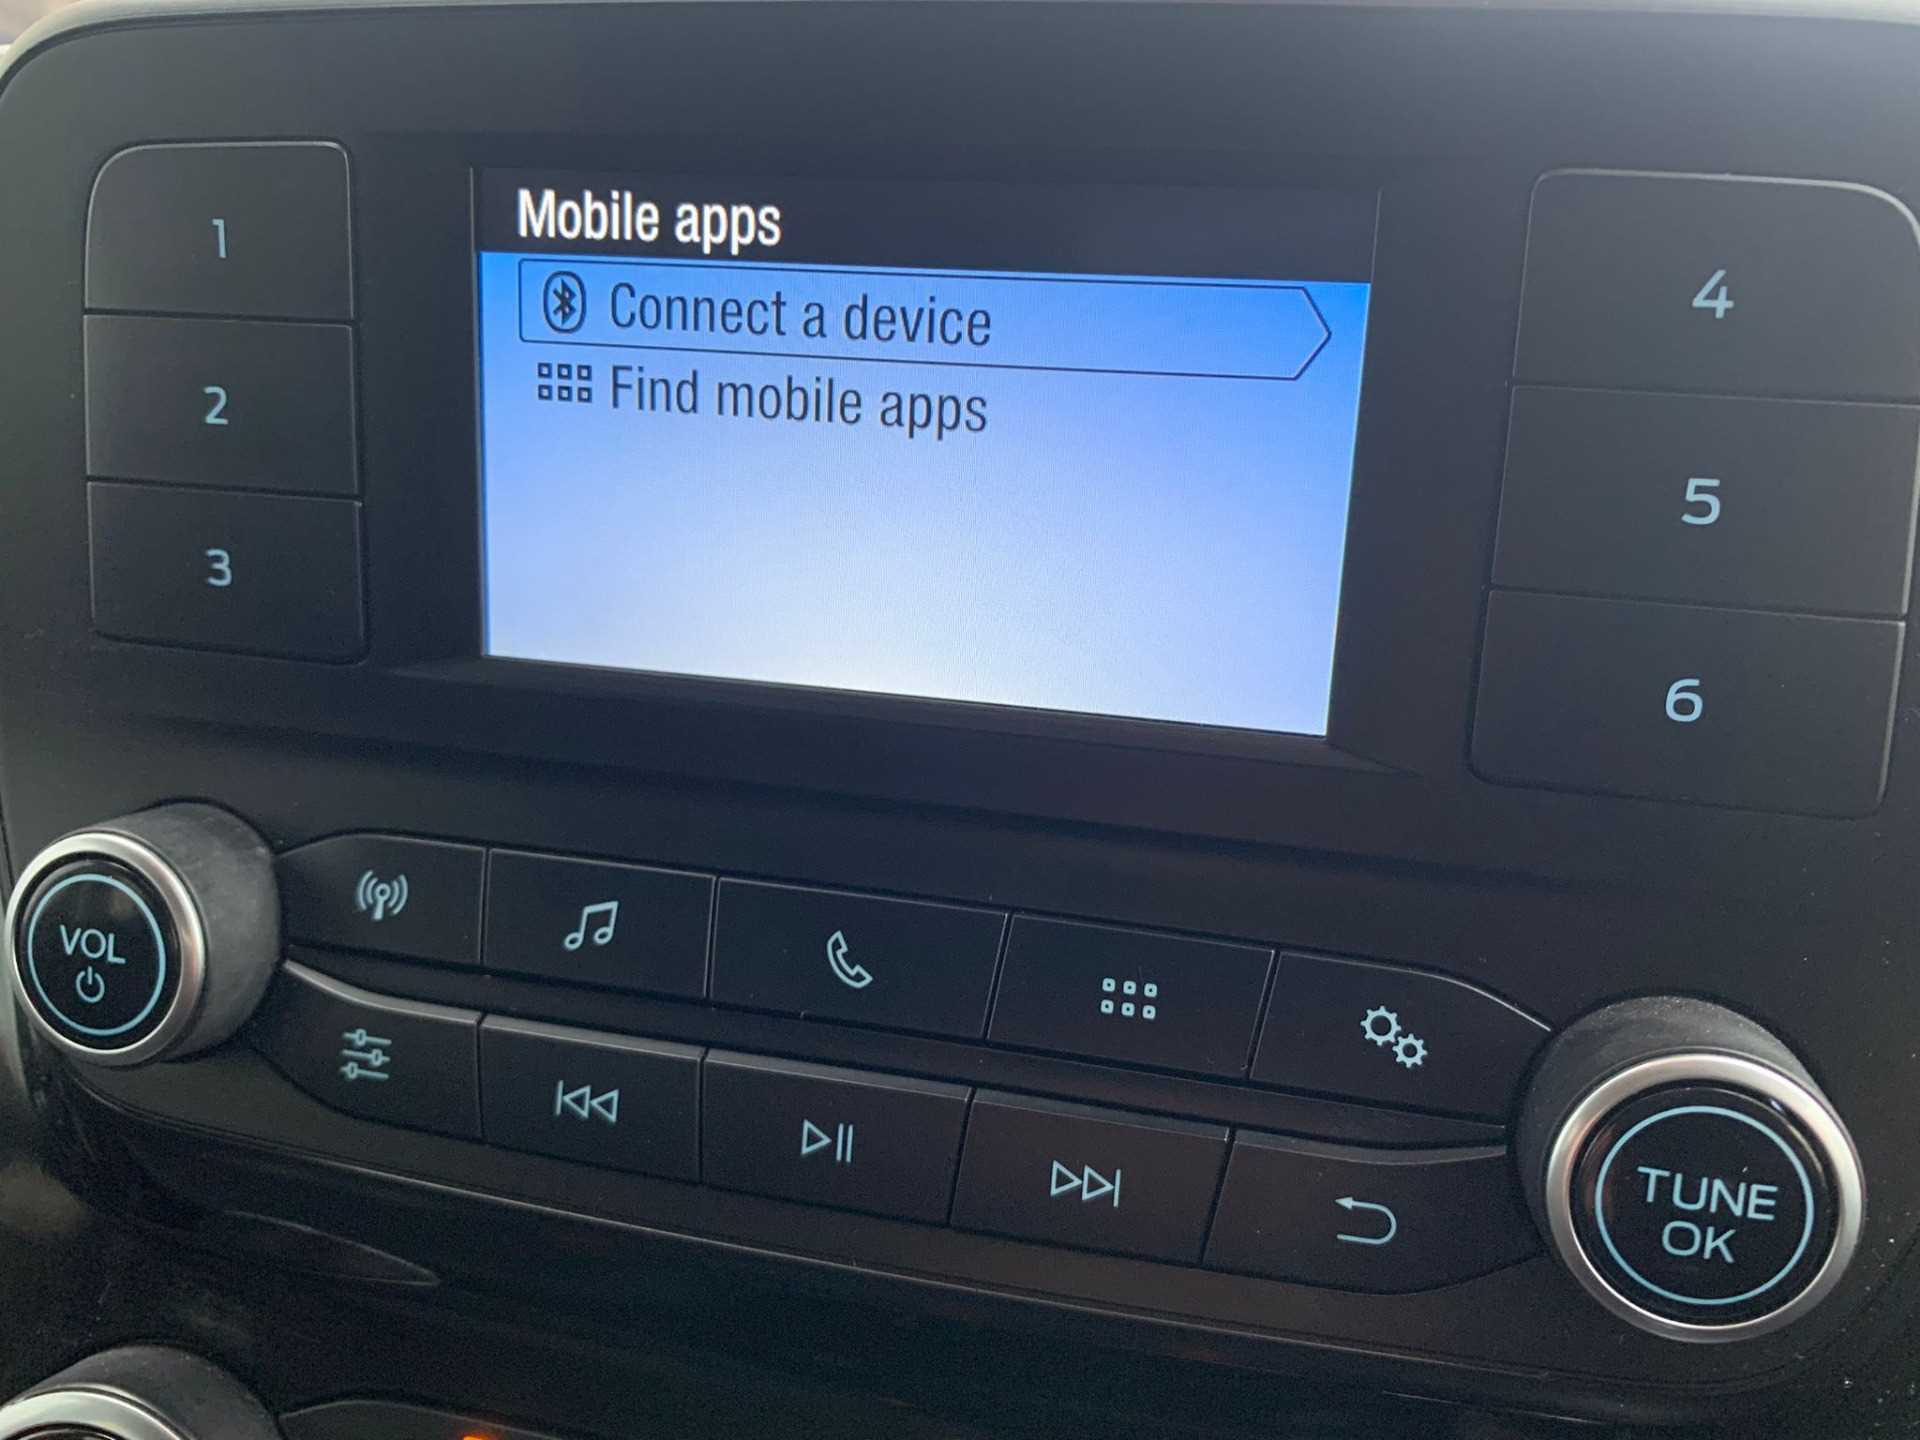 Mobile apps
Connect a device
Find mobile apps
1
2
3
4
5
6
VOL
TUNE
OK